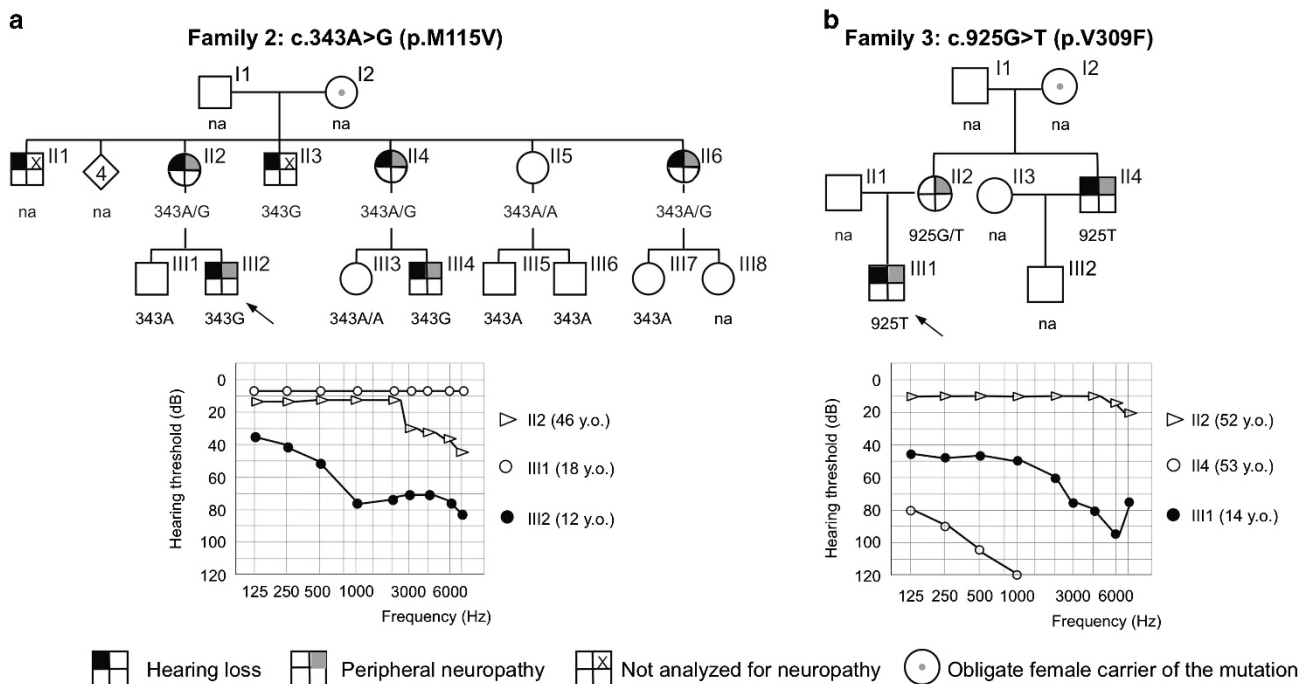 a
Family 2: c.343A>G (p.M115V)
I1
I2
na
na
II1
4
II2
X
II3
X
II4
II5
II6
na
na
343A/G
343G
343A/G
343A/A
343A/G
III1
III2
III3
III4
III5
III6
III7
III8
343A
343G
343A/A
343G
343A
343A
343A
na
Hearing threshold (dB)
0
20
40
60
80
100
120
125 250 500 1000 3000 6000
Frequency (Hz)
II2 (46 y.o.)
III1 (18 y.o.)
III2 (12 y.o.)
b
Family 3: c.925G>T (p.V309F)
I1
I2
na
na
II1
II2
II3
II4
na
925G/T
na
925T
III1
III2
925T
na
Hearing threshold (dB)
0
20
40
60
80
100
120
125 250 500 1000 3000 6000
Frequency (Hz)
II2 (52 y.o.)
II4 (53 y.o.)
III1 (14 y.o.)
Hearing loss
Peripheral neuropathy
X
Not analyzed for neuropathy
Obligate female carrier of the mutation